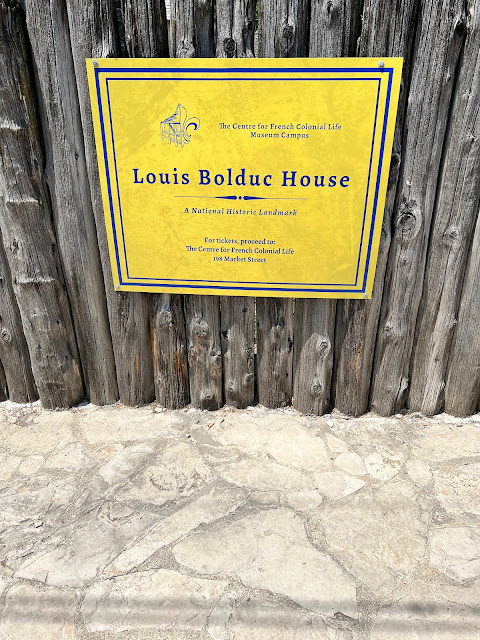 The Centre for French Colonial Life
Museum Campus
Louis Bolduc House
A National Historic Landmark
For tickets, proceed to:
The Centre for French Colonial Life
198 Market Street